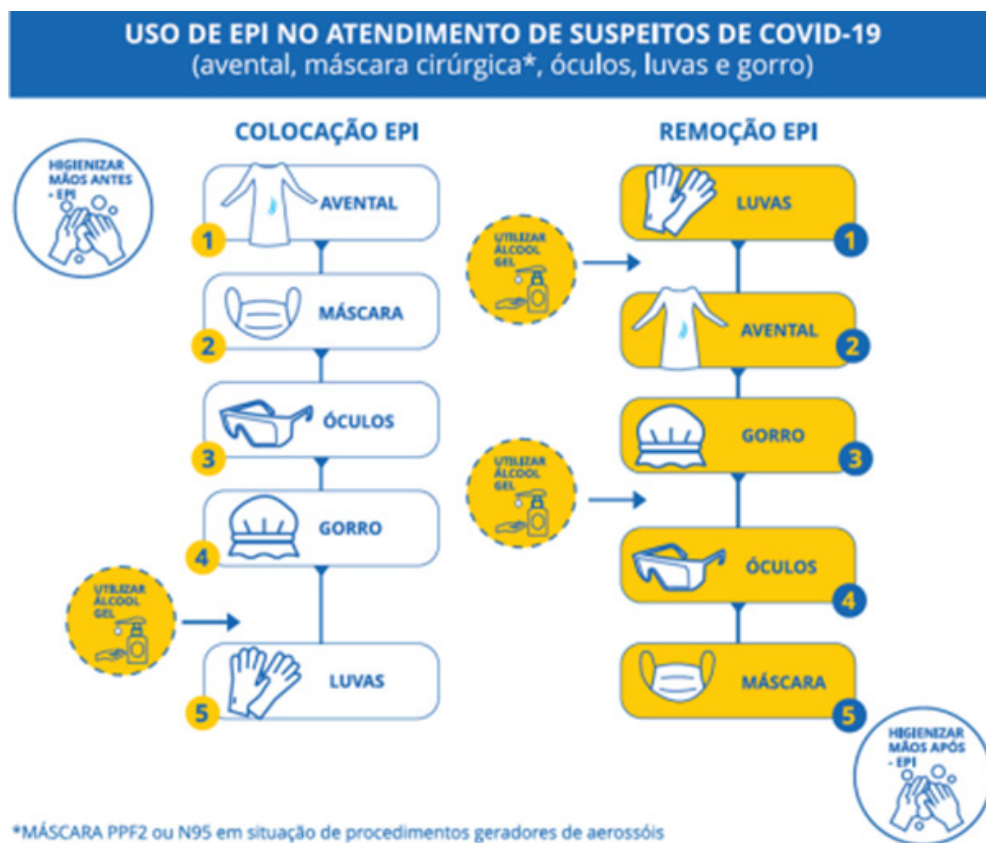 USO DE EPI NO ATENDIMENTO DE SUSPEITOS DE COVID-19
(avental, máscara cirúrgica*, óculos, luvas e gorro)
COLOCAÇÃO EPI
HIGIENIZAR
MÃOS ANTES
- EPI
AVENTAL
1
MÁSCARA
2
ÓCULOS
3
GORRO
4
UTILIZAR
ÁLCOOL
GEL
LUVAS
5
REMOÇÃO EPI
LUVAS
1
UTILIZAR
ÁLCOOL
GEL
AVENTAL
2
GORRO
3
UTILIZAR
ÁLCOOL
GEL
ÓCULOS
4
MÁSCARA
5
HIGIENIZAR
MÃOS APÓS
- EPI
*MÁSCARA PPF2 ou N95 em situação de procedimentos geradores de aerossóis